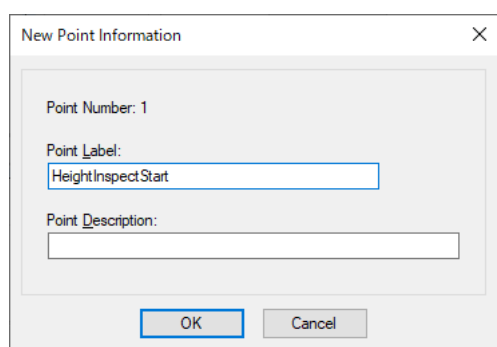 New Point Information
Point Number: 1
Point Label:
HeightInspectStart
Point Description:
OK
Cancel